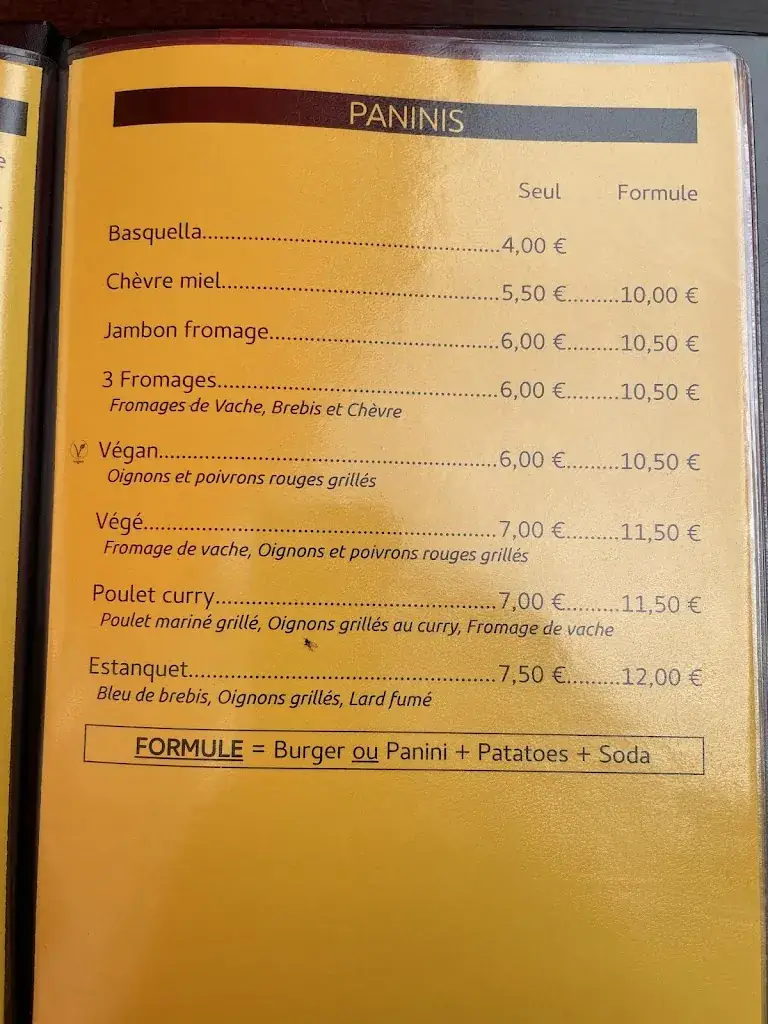 PANINIS
Seul Formule
Basquella..................................................4,00 €
Chèvre miel...............................................5,50 €.........10,00 €
Jambon fromage.......................................6,00 €.........10,50 €
3 Fromages................................................6,00 €.........10,50 €
Fromages de Vache, Brebis et Chèvre
Végan.........................................................6,00 €.........10,50 €
Oignons et poivrons rouges grillés
Végé............................................................7,00 €.........11,50 €
Fromage de vache, Oignons et poivrons rouges grillés
Poulet curry................................................7,00 €.........11,50 €
Poulet mariné grillé, Oignons grillés au curry, Fromage de vache
Estanquet....................................................7,50 €.........12,00 €
Bleu de brebis, Oignons grillés, Lard fumé
FORMULE = Burger ou Panini + Patatoes + Soda